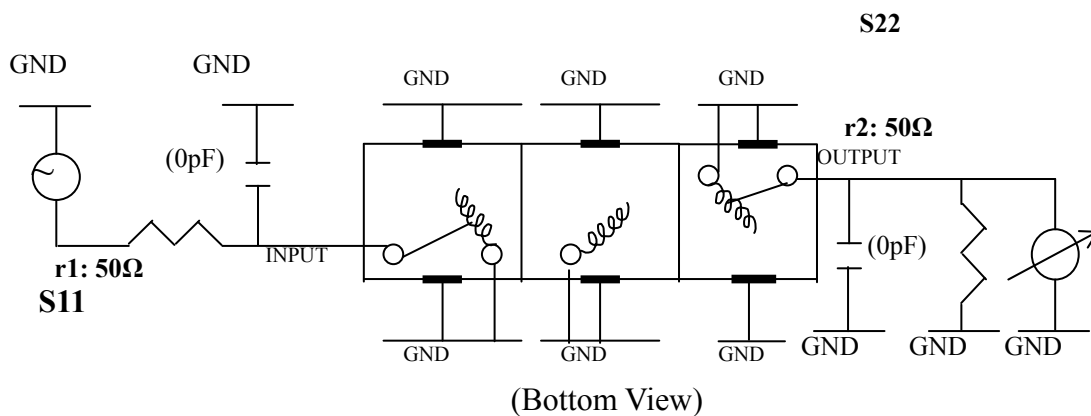 S22
GND
GND
GND
GND
GND
r2: 50Ω
(0pF)
OUTPUT
INPUT
r1: 50Ω
S11
(0pF)
GND
GND
GND
GND
GND
GND
(Bottom View)